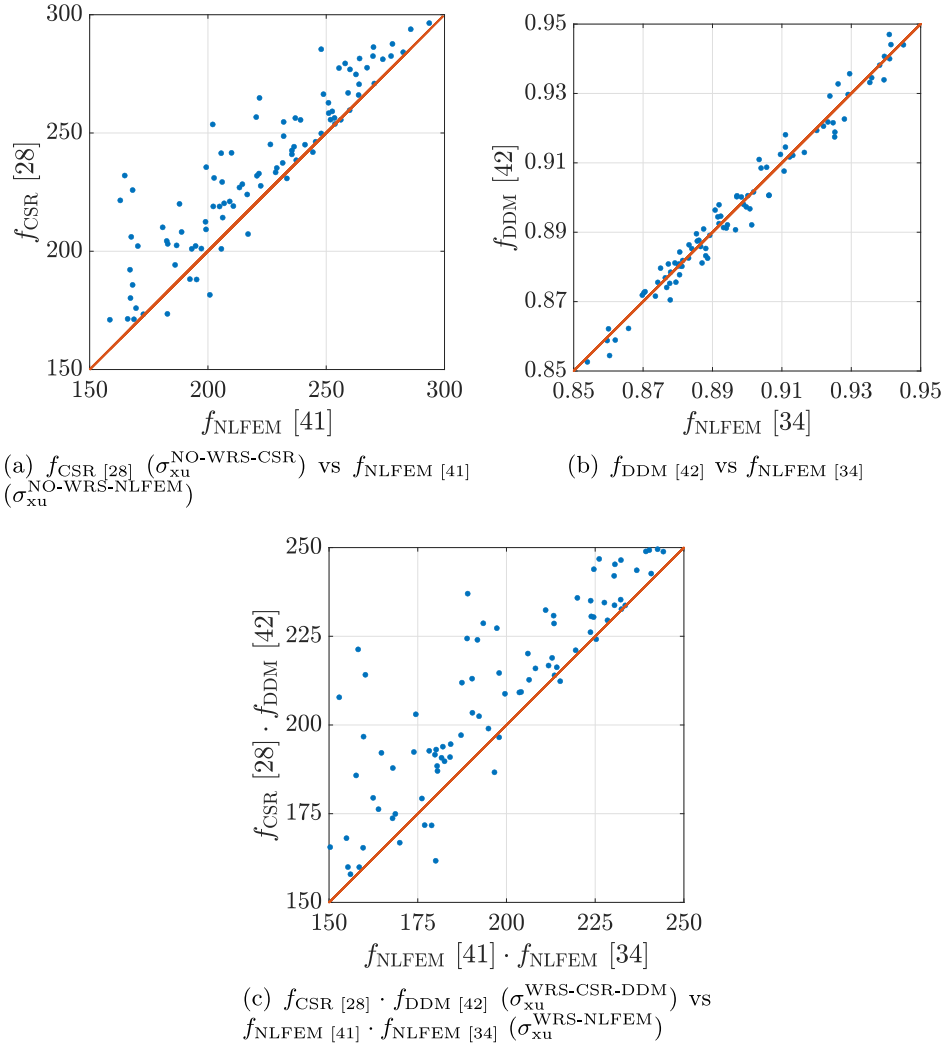 300
250
200
150
f_CSR [28]
150 200 250 300
f_NLFEM [41]
0.95
0.93
0.91
0.89
0.87
0.85
f_DDM [42]
0.85 0.87 0.89 0.91 0.93 0.95
f_NLFEM [34]
(a) f_CSR [28] (σ_xu^NO-WRS-CSR) vs f_NLFEM [41]
(σ_xu^NO-WRS-NLFEM)
(b) f_DDM [42] vs f_NLFEM [34]
250
225
200
175
150
f_CSR [28] · f_DDM [42]
150 175 200 225 250
f_NLFEM [41] · f_NLFEM [34]
(c) f_CSR [28] · f_DDM [42] (σ_xu^WRS-CSR-DDM) vs
f_NLFEM [41] · f_NLFEM [34] (σ_xu^WRS-NLFEM)